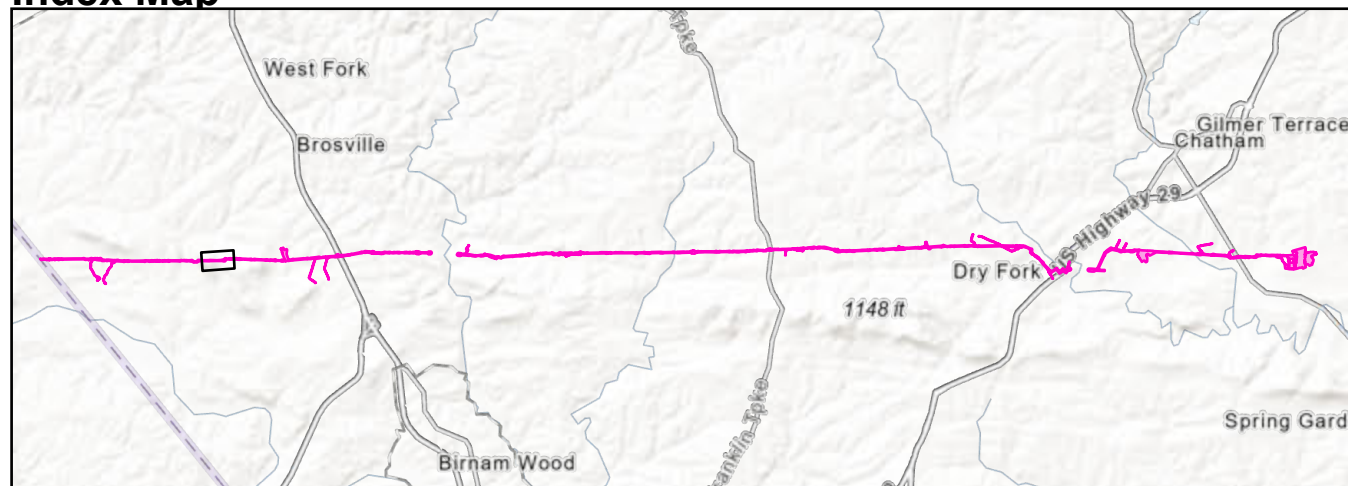 Index Map
Tpke
West Fork
Gilmer Terrace
Brosville
Chatham
US Highway 29
Dry Fork
1148 ft
Franklin Tpke
Spring Gard
Birnam Wood